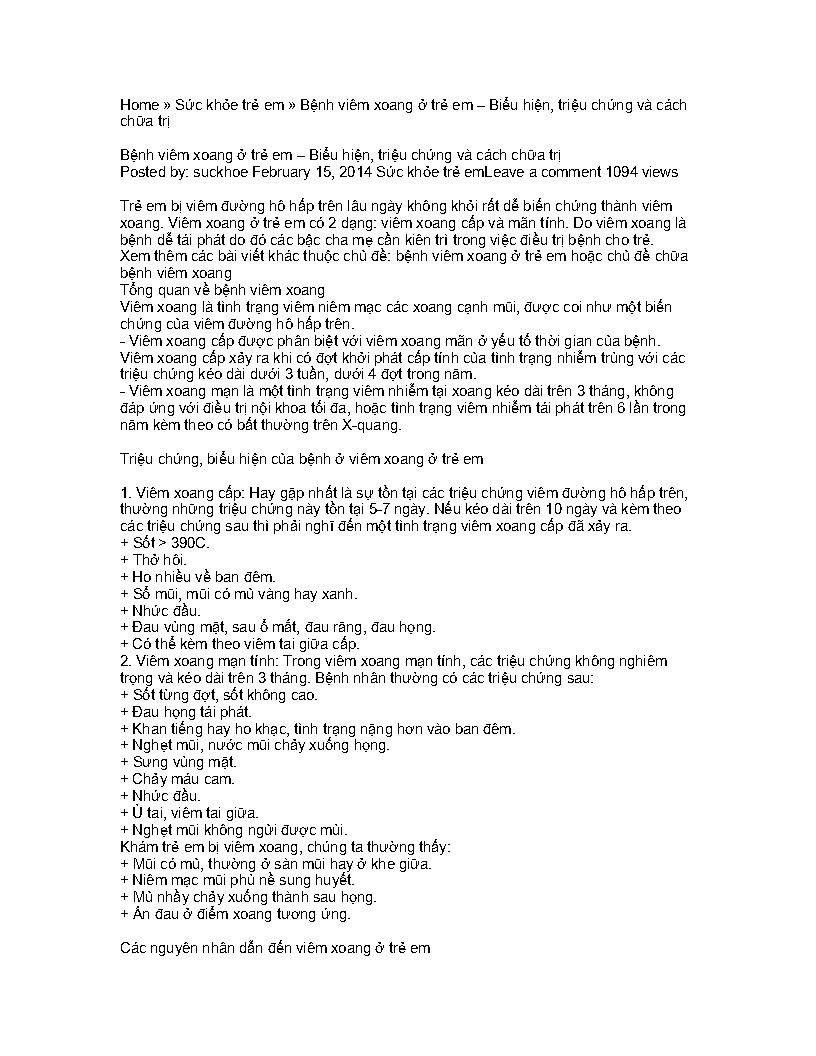 Home » Sức khỏe trẻ em » Bệnh viêm xoang ở trẻ em – Biểu hiện, triệu chứng và cách
chữa trị
Bệnh viêm xoang ở trẻ em – Biểu hiện, triệu chứng và cách chữa trị
Posted by: suckhoe February 15, 2014 Sức khỏe trẻ emLeave a comment 1094 views
Trẻ em bị viêm đường hô hấp trên lâu ngày không khỏi rất dễ biến chứng thành viêm
xoang. Viêm xoang ở trẻ em có 2 dạng: viêm xoang cấp và mãn tính. Do viêm xoang là
bệnh dễ tái phát do đó các bậc cha mẹ cần kiên trì trong việc điều trị bệnh cho trẻ.
Xem thêm các bài viết khác thuộc chủ đề: bệnh viêm xoang ở trẻ em hoặc chủ đề chữa
bệnh viêm xoang
Tổng quan về bệnh viêm xoang
Viêm xoang là tình trạng viêm niêm mạc các xoang cạnh mũi, được coi như một biến
chứng của viêm đường hô hấp trên.
- Viêm xoang cấp được phân biệt với viêm xoang mãn ở yếu tố thời gian của bệnh.
Viêm xoang cấp xảy ra khi có đợt khởi phát cấp tính của tình trạng nhiễm trùng với các
triệu chứng kéo dài dưới 3 tuần, dưới 4 đợt trong năm.
- Viêm xoang mạn là một tình trạng viêm nhiễm tại xoang kéo dài trên 3 tháng, không
đáp ứng với điều trị nội khoa tối đa, hoặc tình trạng viêm nhiễm tái phát trên 6 lần trong
năm kèm theo có bất thường trên X-quang.
Triệu chứng, biểu hiện của bệnh ở viêm xoang ở trẻ em
1. Viêm xoang cấp: Hay gặp nhất là sự tồn tại các triệu chứng viêm đường hô hấp trên,
thường những triệu chứng này tồn tại 5-7 ngày. Nếu kéo dài trên 10 ngày và kèm theo
các triệu chứng sau thì phải nghĩ đến một tình trạng viêm xoang cấp đã xảy ra.
+ Sốt > 390C.
+ Thở hôi.
+ Ho nhiều về ban đêm.
+ Sổ mũi, mũi có mủ vàng hay xanh.
+ Nhức đầu.
+ Đau vùng mặt, sau ổ mắt, đau răng, đau họng.
+ Có thể kèm theo viêm tai giữa cấp.
2. Viêm xoang mạn tính: Trong viêm xoang mạn tính, các triệu chứng không nghiêm
trọng và kéo dài trên 3 tháng. Bệnh nhân thường có các triệu chứng sau:
+ Sốt từng đợt, sốt không cao.
+ Đau họng tái phát.
+ Khan tiếng hay ho khạc, tình trạng nặng hơn vào ban đêm.
+ Nghẹt mũi, nước mũi chảy xuống họng.
+ Sưng vùng mặt.
+ Chảy máu cam.
+ Nhức đầu.
+ Ù tai, viêm tai giữa.
+ Nghẹt mũi không ngửi được mùi.
Khám trẻ em bị viêm xoang, chúng ta thường thấy:
+ Mũi có mủ, thường ở sàn mũi hay ở khe giữa.
+ Niêm mạc mũi phù nề sung huyết.
+ Mủ nhầy chảy xuống thành sau họng.
+ Ấn đau ở điểm xoang tương ứng.
Các nguyên nhân dẫn đến viêm xoang ở trẻ em